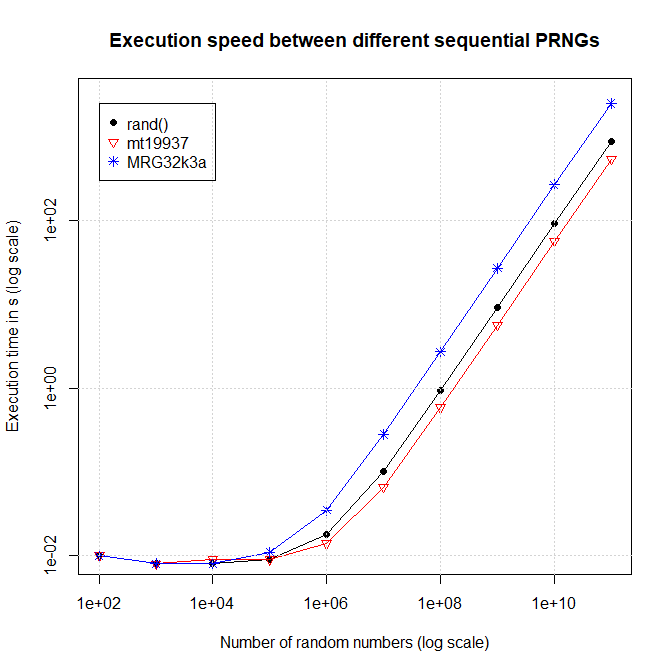 Execution speed between different sequential PRNGs
rand()
mt19937
MRG32k3a
Execution time in s (log scale)
1e+02
1e+00
1e-02
1e+02
1e+04
1e+06
1e+08
1e+10
Number of random numbers (log scale)